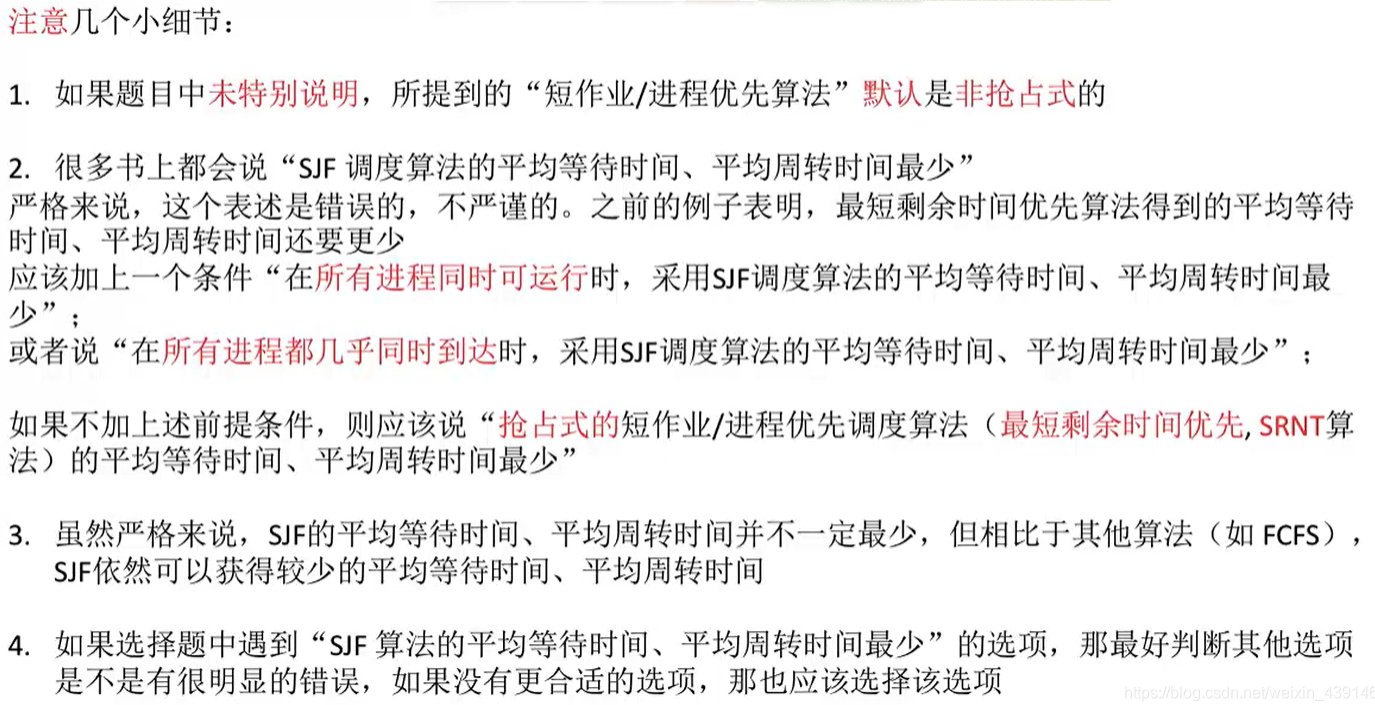 注意几个小细节：
1. 如果题目中未特别说明，所提到的“短作业/进程优先算法”默认是非抢占式的
2. 很多书上都会说“SJF 调度算法的平均等待时间、平均周转时间最少”
严格来说，这个表述是错误的，不严谨的。之前的例子表明，最短剩余时间优先算法得到的平均等待
时间、平均周转时间还要更少
应该加上一个条件“在所有进程同时可运行时，采用SJF调度算法的平均等待时间、平均周转时间最
少”；
或者说“在所有进程都几乎同时到达时，采用SJF调度算法的平均等待时间、平均周转时间最少”；
如果不加上述前提条件，则应该说“抢占式的短作业/进程优先调度算法（最短剩余时间优先, SRNT算
法）的平均等待时间、平均周转时间最少”
3. 虽然严格来说，SJF的平均等待时间、平均周转时间并不一定最少，但相比于其他算法（如 FCFS），
SJF依然可以获得较少的平均等待时间、平均周转时间
4. 如果选择题中遇到“SJF 算法的平均等待时间、平均周转时间最少”的选项，那最好判断其他选项
是不是有很明显的错误，如果没有更合适的选项，那也应该选择该选项
https://blog.csdn.net/weixin_439146